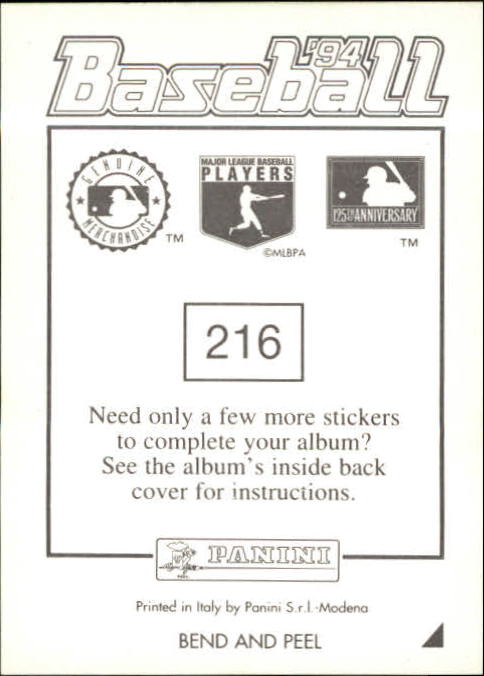 Baseball '94
GENUINE MERCHANDISE
TM
MAJOR LEAGUE BASEBALL
PLAYERS
©MLBPA
125TH ANNIVERSARY
TM
216
Need only a few more stickers
to complete your album?
See the album's inside back
cover for instructions.
PANINI
Printed in Italy by Panini S.r.l.-Modena
BEND AND PEEL